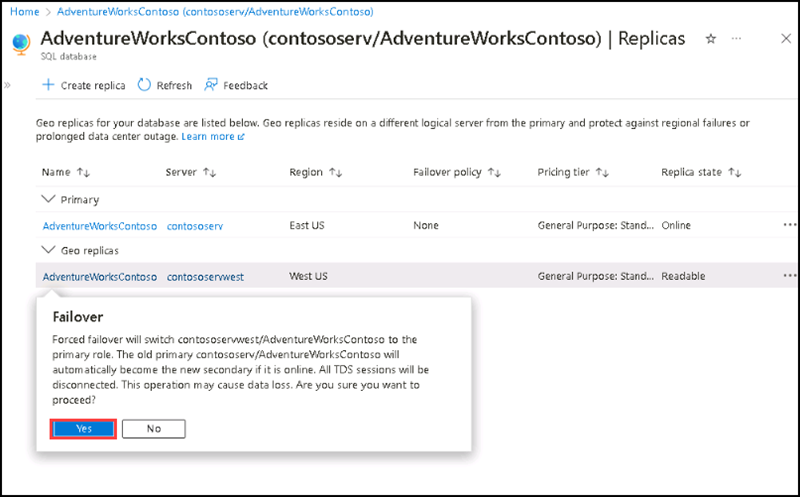 Home > AdventureWorksContoso (contososerv/AdventureWorksContoso)
AdventureWorksContoso (contososerv/AdventureWorksContoso) | Replicas
SQL database
Create replica Refresh Feedback
Geo replicas for your database are listed below. Geo replicas reside on a different logical server from the primary and protect against regional failures or
prolonged data center outage. Learn more
Name Server Region Failover policy Pricing tier Replica state
Primary
AdventureWorksContoso contososerv East US None General Purpose: Stand... Online
Geo replicas
AdventureWorksContoso contososervwest West US General Purpose: Stand... Readable
Failover
Forced failover will switch contososervwest/AdventureWorksContoso to the
primary role. The old primary contososerv/AdventureWorksContoso will
automatically become the new secondary if it is online. All TDS sessions will be
disconnected. This operation may cause data loss. Are you sure you want to
proceed?
Yes No